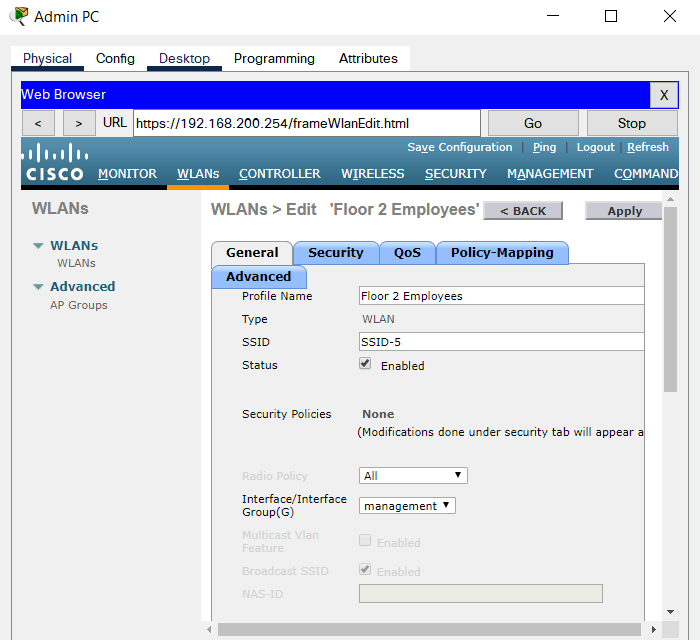 Admin PC
Physical Config Desktop Programming Attributes
Web Browser X
< > URL https://192.168.200.254/frameWlanEdit.html Go Stop
Save Configuration | Ping | Logout | Refresh
CISCO MONITOR WLANs CONTROLLER WIRELESS SECURITY MANAGEMENT COMMAND
WLANs
WLANs > Edit 'Floor 2 Employees' < BACK Apply
WLANs
WLANs
Advanced
AP Groups
General Security QoS Policy-Mapping
Advanced
Profile Name Floor 2 Employees
Type WLAN
SSID SSID-5
Status Enabled
Security Policies None
(Modifications done under security tab will appear a
Radio Policy All
Interface/Interface
Group(G) management
Multicast Vlan
Feature Enabled
Broadcast SSID Enabled
NAS-ID